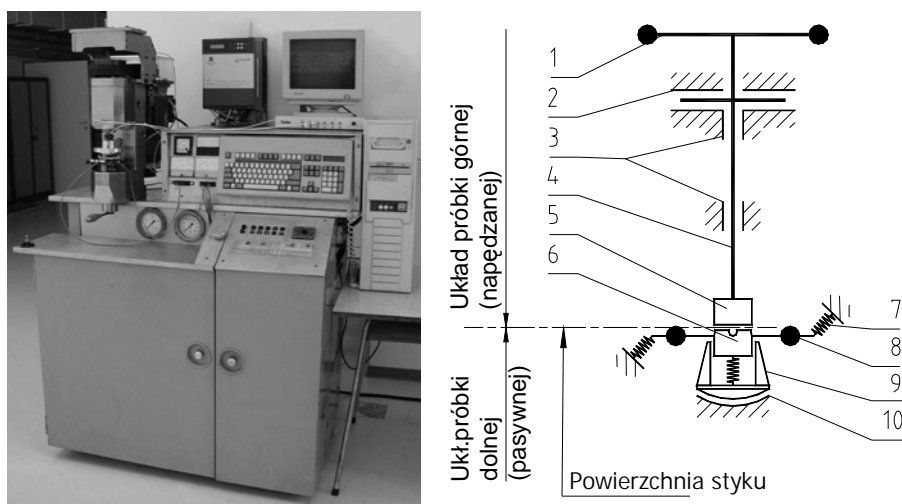 Układ próbki górnej
(napędzanej)
Ukł.próbki
dolnej
(pasywnej)
1
2
3
4
5
6
7
8
9
10
Powierzchnia styku